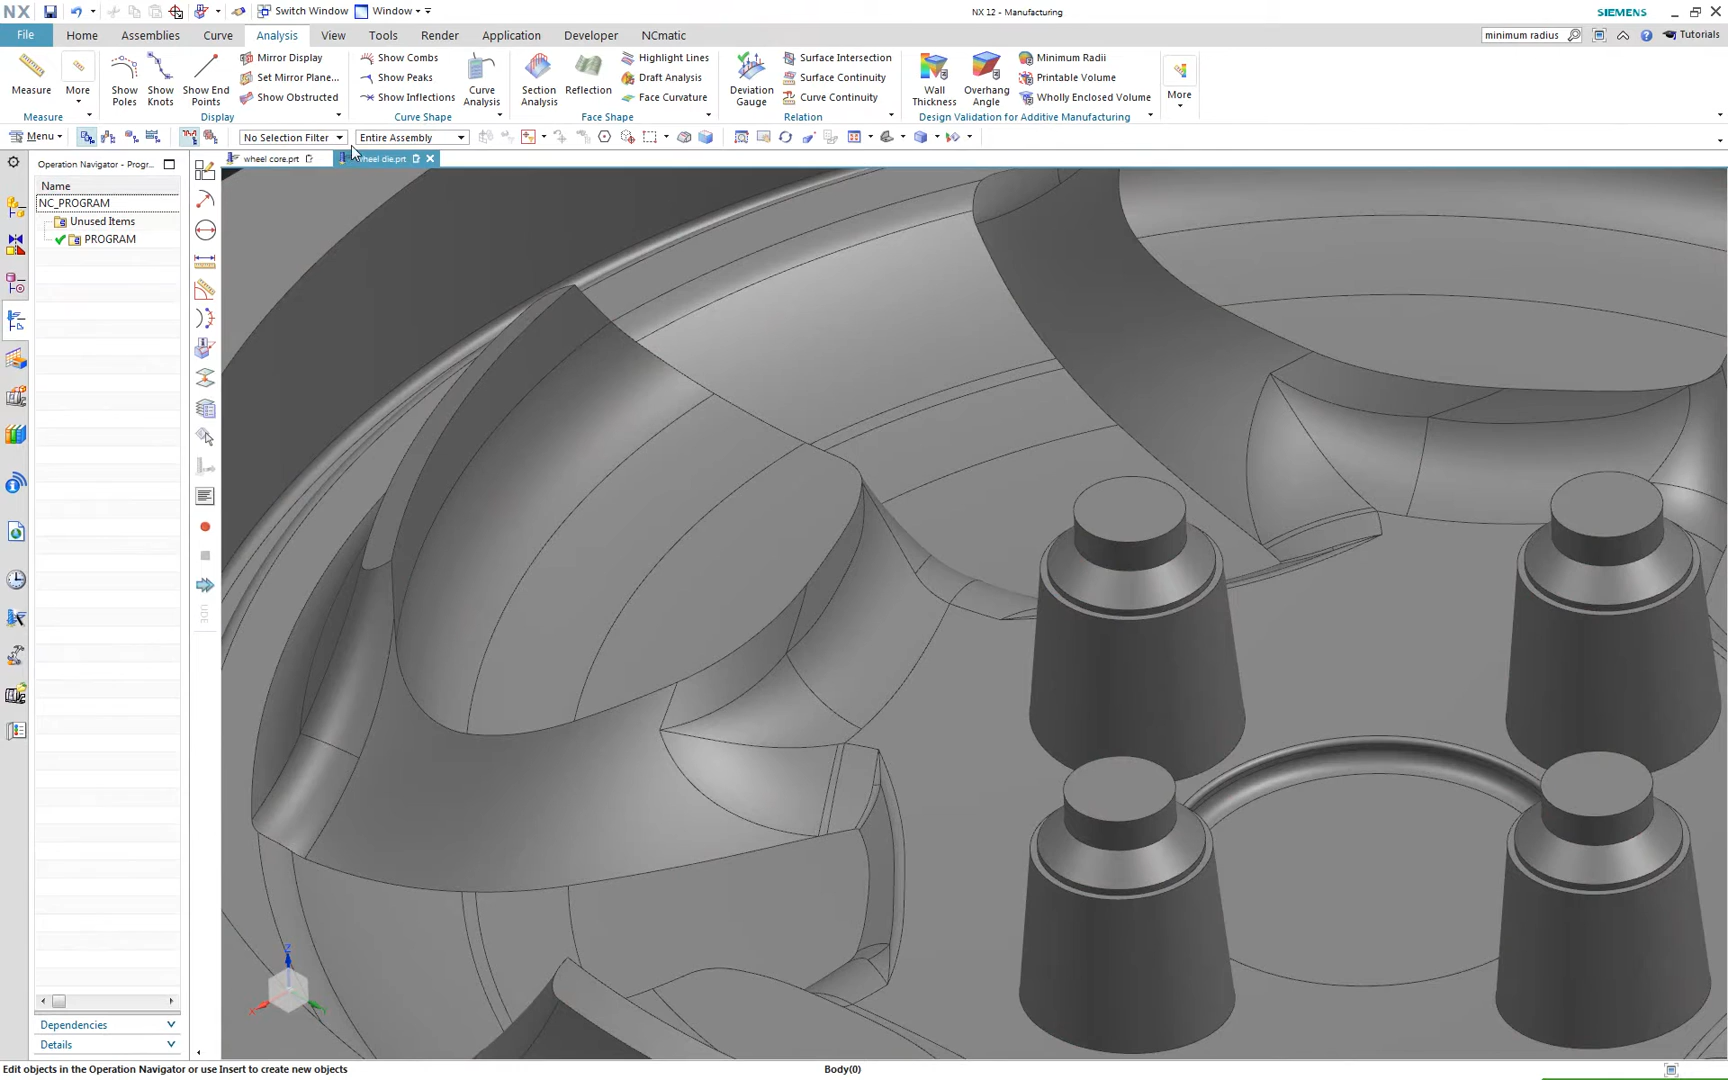 NX
Switch Window
Window
NX 12 - Manufacturing
SIEMENS
File
Home
Assemblies
Curve
Analysis
View
Tools
Render
Application
Developer
NCmatic
minimum radius
Tutorials
Measure
More
Show Poles
Show Knots
Show End Points
Mirror Display
Set Mirror Plane...
Show Obstructed
Show Combs
Show Peaks
Show Inflections
Curve Analysis
Section Analysis
Reflection
Highlight Lines
Draft Analysis
Face Curvature
Deviation Gauge
Surface Intersection
Surface Continuity
Curve Continuity
Wall Thickness
Overhang Angle
Minimum Radii
Printable Volume
Wholly Enclosed Volume
More
Measure
Display
Curve Shape
Face Shape
Relation
Design Validation for Additive Manufacturing
Menu
No Selection Filter
Entire Assembly
Operation Navigator - Progr...
wheel core.prt
heel die.prt
Name
NC_PROGRAM
Unused Items
PROGRAM
UDE
Z
X
Y
Dependencies
Details
Edit objects in the Operation Navigator or use Insert to create new objects
Body(0)